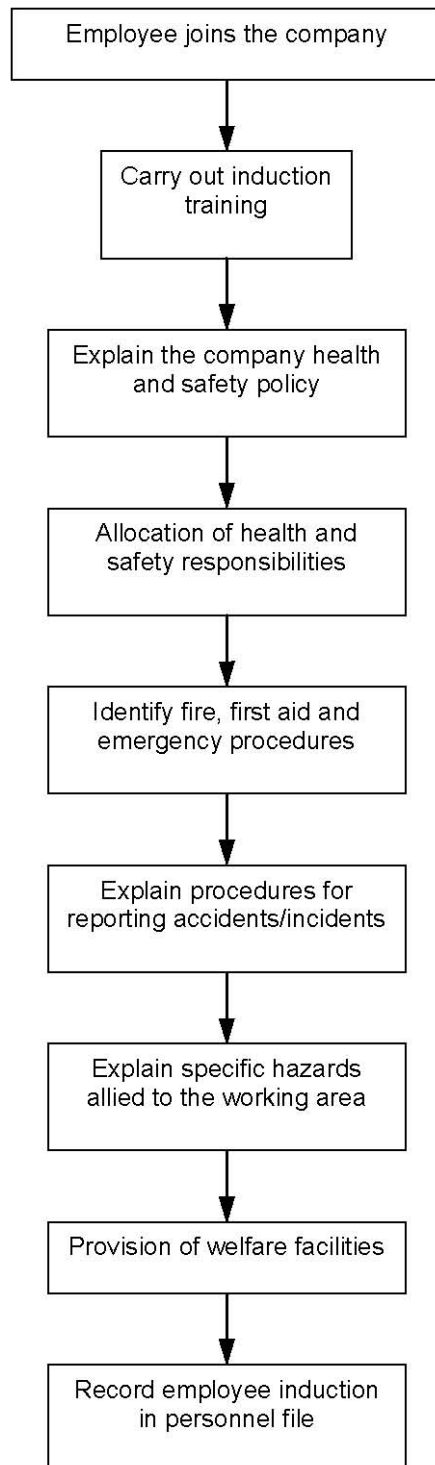 Employee joins the company
Carry out induction
training
Explain the company health
and safety policy
Allocation of health and
safety responsibilities
Identify fire, first aid and
emergency procedures
Explain procedures for
reporting accidents/incidents
Explain specific hazards
allied to the working area
Provision of welfare facilities
Record employee induction
in personnel file